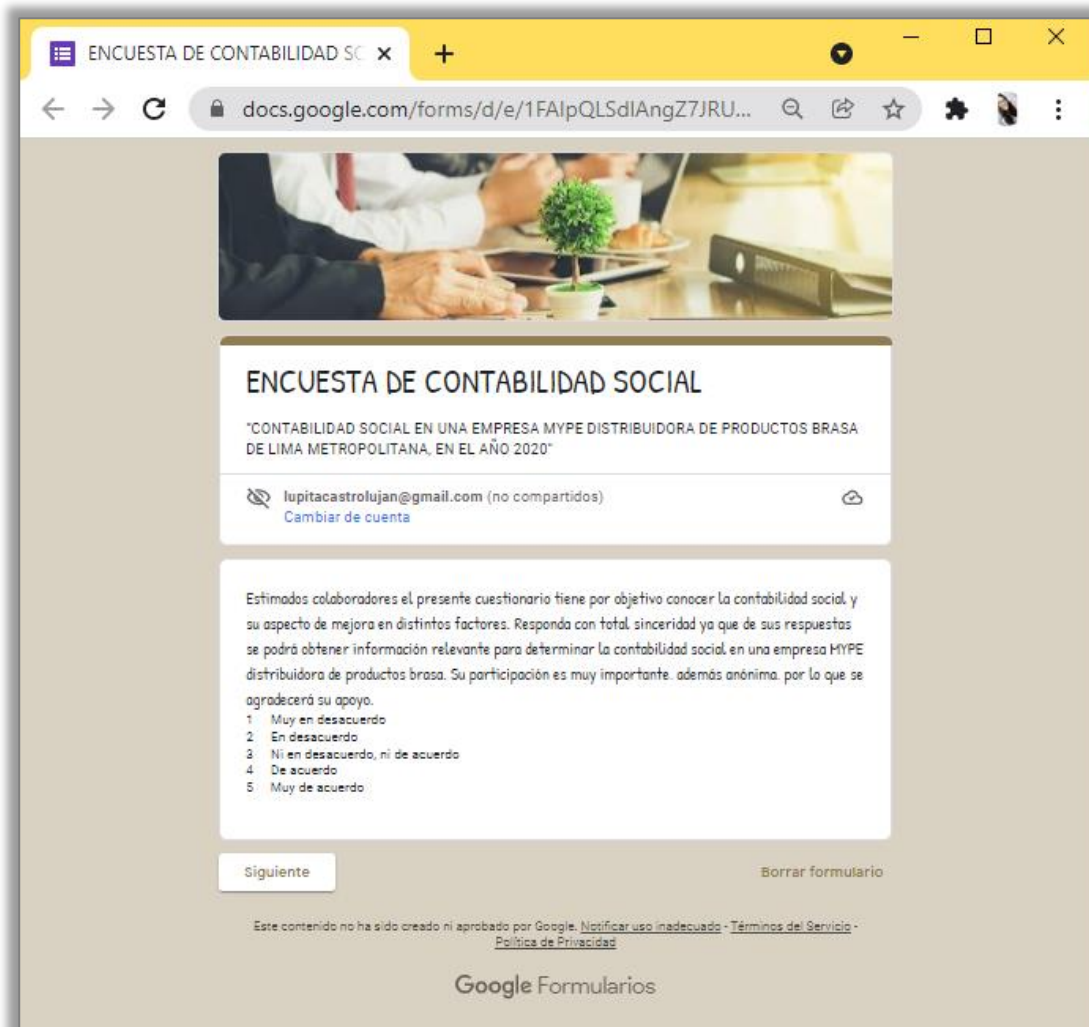 ENCUESTA DE CONTABILIDAD SC
docs.google.com/forms/d/e/1FAIpQLSdIAngZ7JRU...
ENCUESTA DE CONTABILIDAD SOCIAL
"CONTABILIDAD SOCIAL EN UNA EMPRESA MYPE DISTRIBUIDORA DE PRODUCTOS BRASA
DE LIMA METROPOLITANA, EN EL AÑO 2020"
lupitacastrolujan@gmail.com (no compartidos)
Cambiar de cuenta
Estimados colaboradores el presente cuestionario tiene por objetivo conocer la contabilidad social y
su aspecto de mejora en distintos factores. Responda con total sinceridad ya que de sus respuestas
se podrá obtener información relevante para determinar la contabilidad social en una empresa MYPE
distribuidora de productos brasa. Su participación es muy importante. además anónima. por lo que se
agradecerá su apoyo.
1 Muy en desacuerdo
2 En desacuerdo
3 Ni en desacuerdo, ni de acuerdo
4 De acuerdo
5 Muy de acuerdo
Siguiente
Borrar formulario
Este contenido no ha sido creado ni aprobado por Google. Notificar uso inadecuado - Términos del Servicio -
Política de Privacidad
Google Formularios